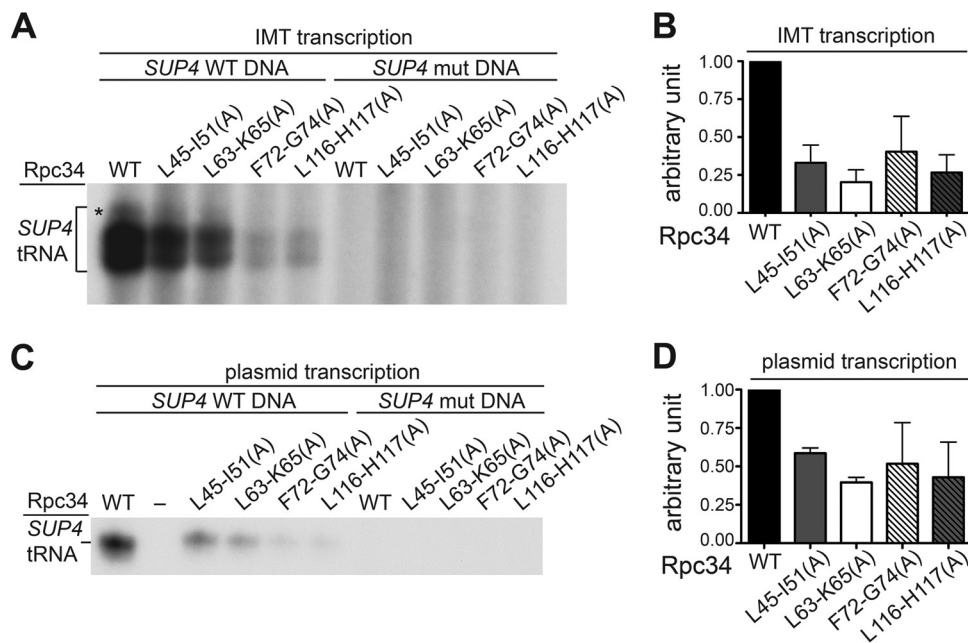 A
IMT transcription
SUP4 WT DNA SUP4 mut DNA
Rpc34 WT L45-I51(A) L63-K65(A) F72-G74(A) L116-H117(A) WT L45-I51(A) L63-K65(A) F72-G74(A) L116-H117(A)
*
SUP4
tRNA
B
IMT transcription
arbitrary unit
1.00
0.75
0.50
0.25
0.00
Rpc34 WT L45-I51(A) L63-K65(A) F72-G74(A) L116-H117(A)
C
plasmid transcription
SUP4 WT DNA SUP4 mut DNA
Rpc34 WT – L45-I51(A) L63-K65(A) F72-G74(A) L116-H117(A) WT L45-I51(A) L63-K65(A) F72-G74(A) L116-H117(A)
SUP4
tRNA
D
plasmid transcription
arbitrary unit
1.00
0.75
0.50
0.25
0.00
Rpc34 WT L45-I51(A) L63-K65(A) F72-G74(A) L116-H117(A)